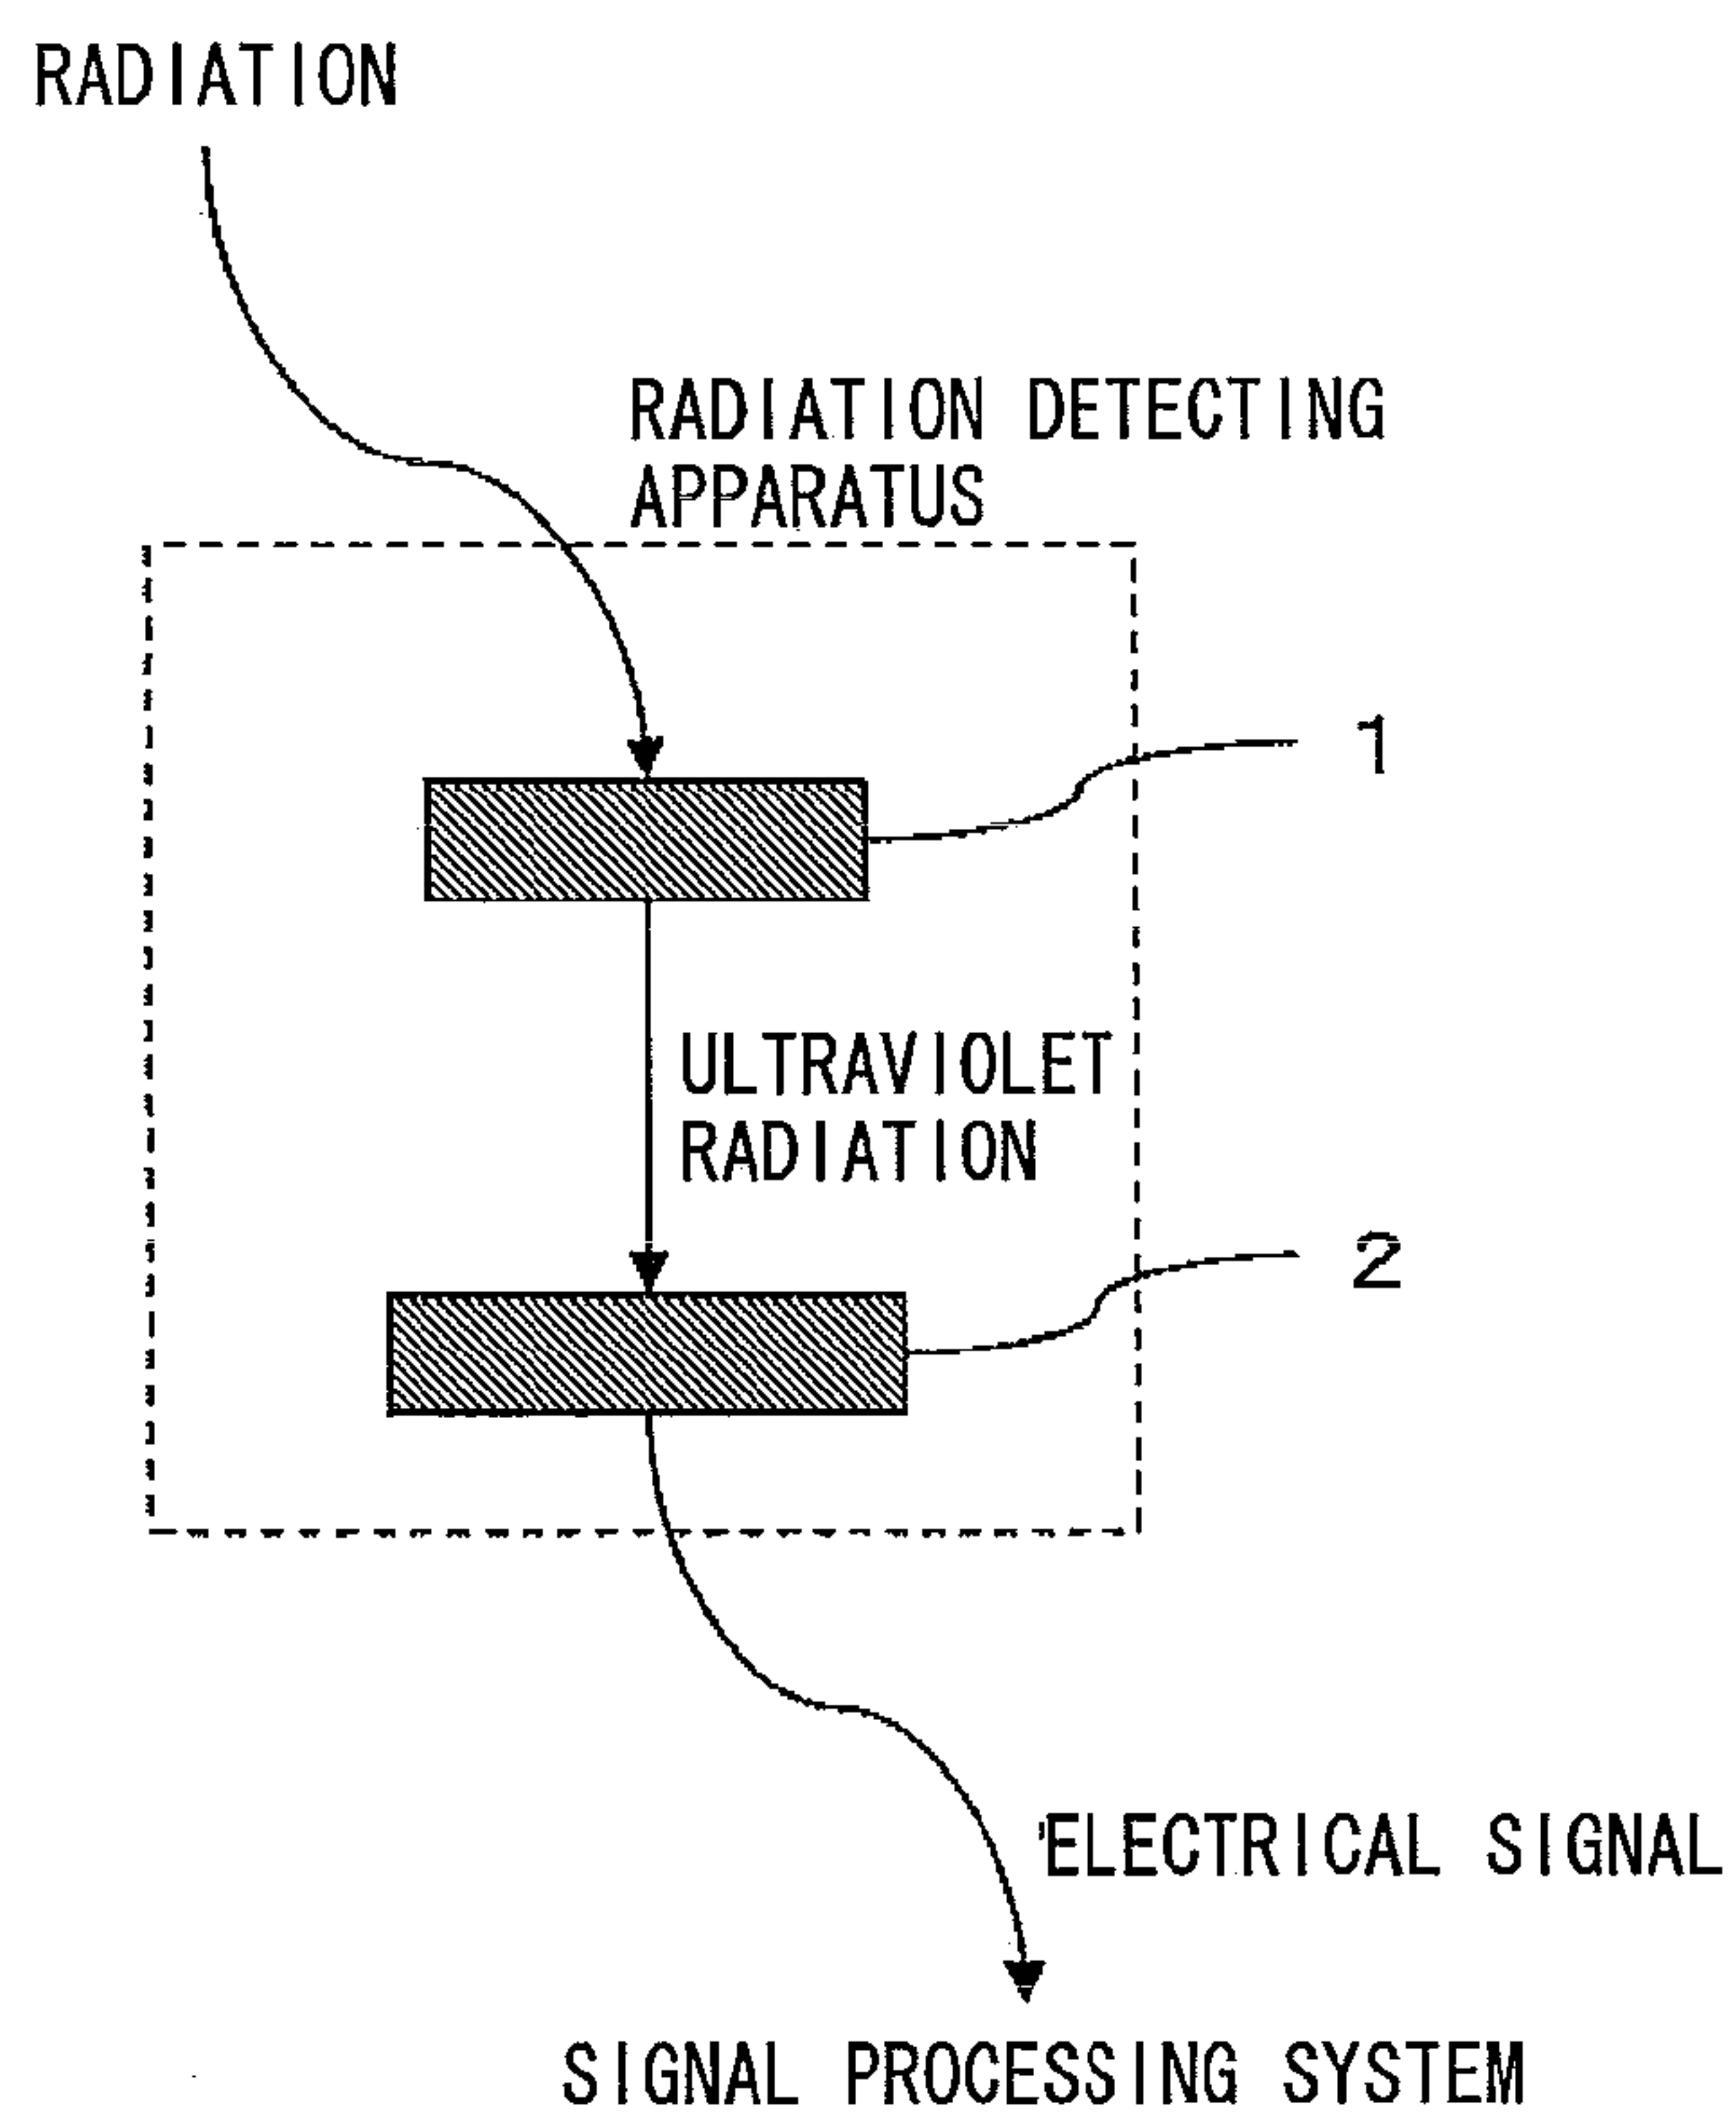 RADIATION
RADIATION DETECTING
APPARATUS
1
ULTRAVIOLET
RADIATION
2
ELECTRICAL SIGNAL
SIGNAL PROCESSING SYSTEM